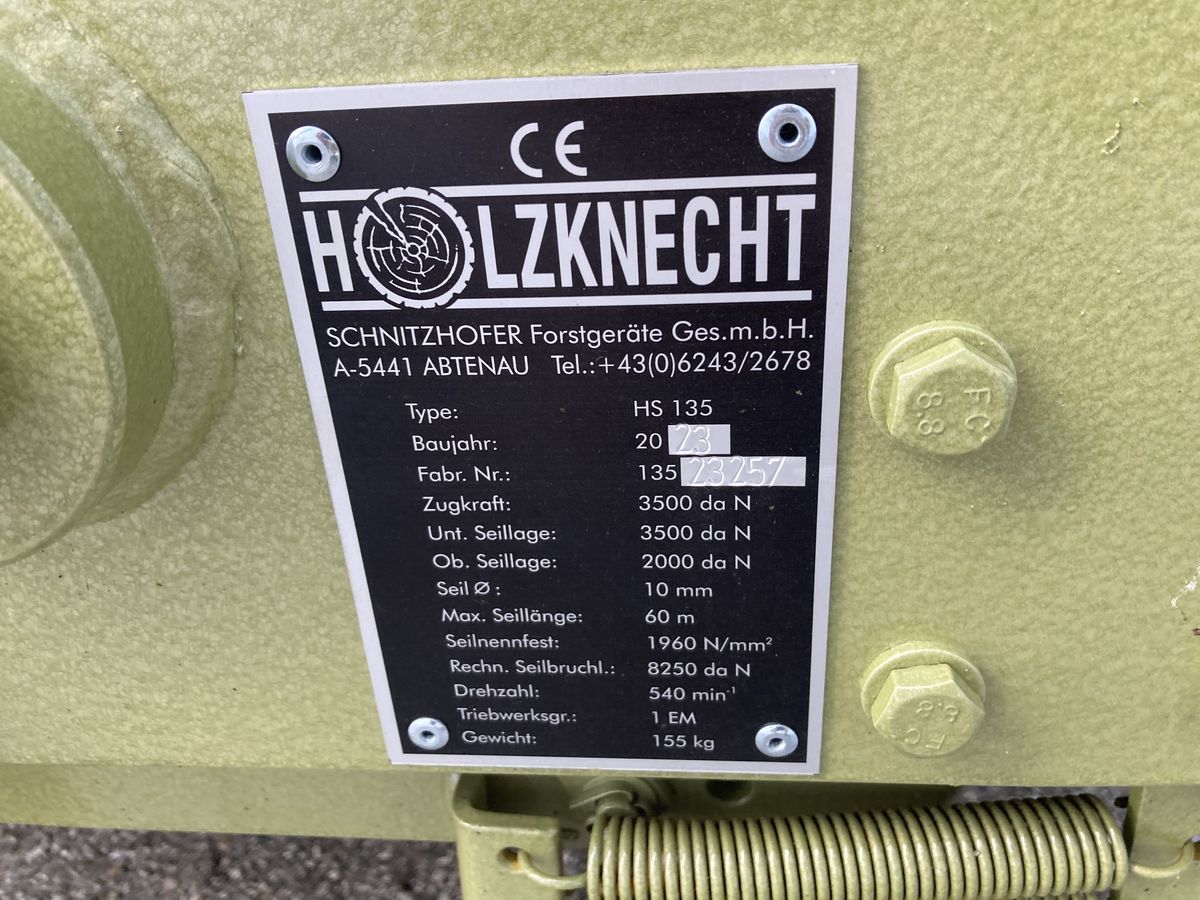 CE
HOLZKNECHT
SCHNITZHOFER Forstgeräte Ges.m.b.H.
A-5441 ABTENAU Tel.:+43(0)6243/2678
Type: HS 135
Baujahr: 20 23
Fabr. Nr.: 135 23257
Zugkraft: 3500 da N
Unt. Seillage: 3500 da N
Ob. Seillage: 2000 da N
Seil Ø : 10 mm
Max. Seillänge: 60 m
Seilnennfest: 1960 N/mm²
Rechn. Seilbruchl.: 8250 da N
Drehzahl: 540 min⁻¹
Triebwerksgr.: 1 EM
Gewicht: 155 kg
FC
8.8
8.8
FC